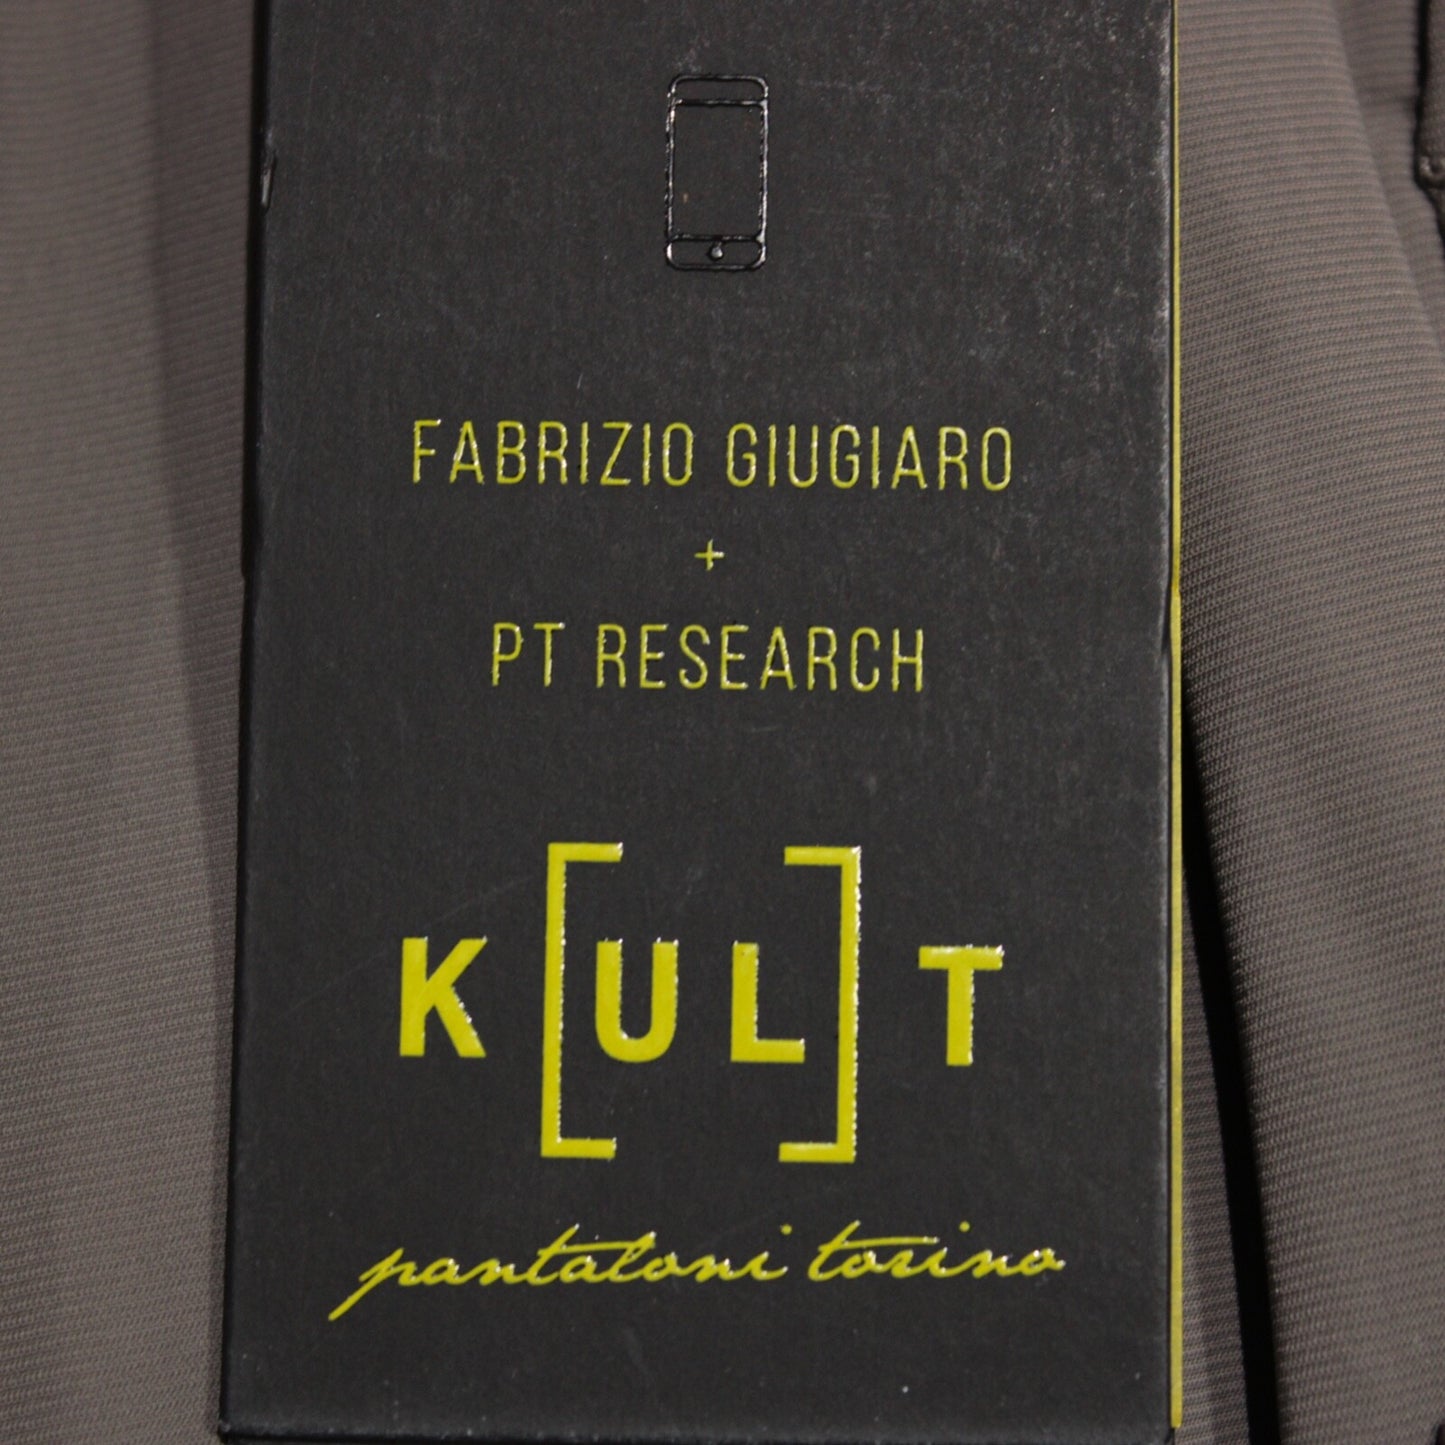 FABRIZIO GIUGIARO
+
PT RESEARCH
K[UL]T
pantaloni torino